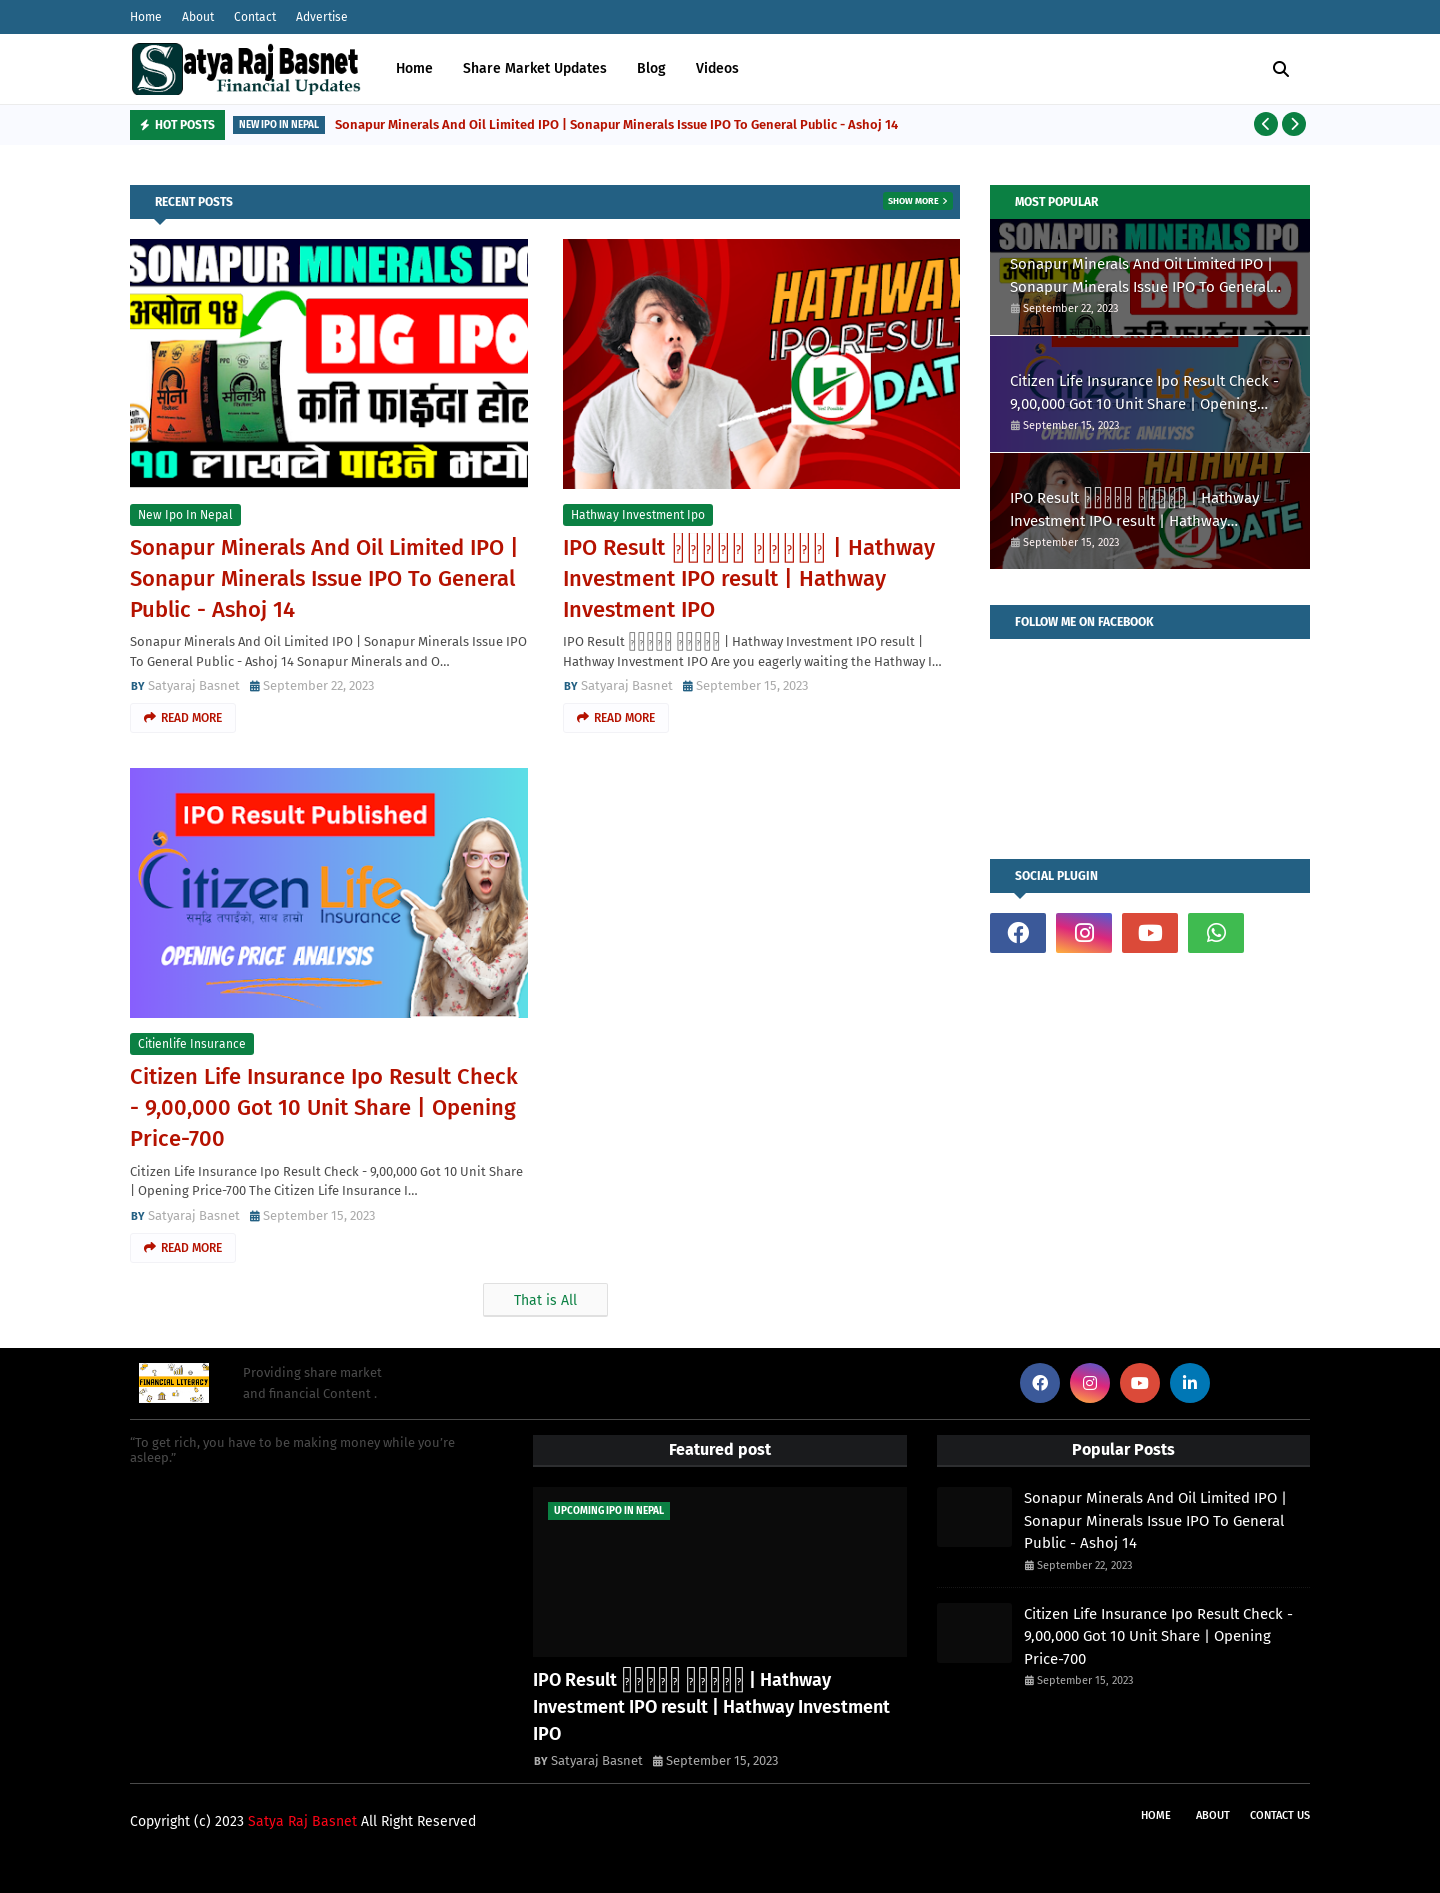 Home About Contact Advertise
Satya Raj Basnet
Financial Updates
Home Share Market Updates Blog Videos
HOT POSTS NEW IPO IN NEPAL Sonapur Minerals And Oil Limited IPO | Sonapur Minerals Issue IPO To General Public - Ashoj 14
RECENT POSTS SHOW MORE
SONAPUR MINERALS IPO
असोज १४
BIG IPO
कति फाईदा होला
१० लाखले पाउने भयो
New Ipo In Nepal
Sonapur Minerals And Oil Limited IPO |
Sonapur Minerals Issue IPO To General
Public - Ashoj 14
Sonapur Minerals And Oil Limited IPO | Sonapur Minerals Issue IPO
To General Public - Ashoj 14 Sonapur Minerals and O...
BY Satyaraj Basnet September 22, 2023
READ MORE
HATHWAY
IPO RESULT
DATE
Hathway Investment Ipo
IPO Result | Hathway
Investment IPO result | Hathway
Investment IPO
IPO Result | Hathway Investment IPO result |
Hathway Investment IPO Are you eagerly waiting the Hathway I...
BY Satyaraj Basnet September 15, 2023
READ MORE
IPO Result Published
Citizen Life
Insurance
समृद्धि तपाईंको, साथ हाम्रो
OPENING PRICE ANALYSIS
Citienlife Insurance
Citizen Life Insurance Ipo Result Check
- 9,00,000 Got 10 Unit Share | Opening
Price-700
Citizen Life Insurance Ipo Result Check - 9,00,000 Got 10 Unit Share
| Opening Price-700 The Citizen Life Insurance I...
BY Satyaraj Basnet September 15, 2023
READ MORE
That is All
MOST POPULAR
Sonapur Minerals And Oil Limited IPO |
Sonapur Minerals Issue IPO To General...
September 22, 2023
Citizen Life Insurance Ipo Result Check -
9,00,000 Got 10 Unit Share | Opening...
September 15, 2023
IPO Result | Hathway
Investment IPO result | Hathway...
September 15, 2023
FOLLOW ME ON FACEBOOK
SOCIAL PLUGIN
FINANCIAL LITERACY
Providing share market
and financial Content .
“To get rich, you have to be making money while you’re
asleep.”
Featured post
UPCOMING IPO IN NEPAL
IPO Result | Hathway
Investment IPO result | Hathway Investment
IPO
BY Satyaraj Basnet September 15, 2023
Popular Posts
Sonapur Minerals And Oil Limited IPO |
Sonapur Minerals Issue IPO To General
Public - Ashoj 14
September 22, 2023
Citizen Life Insurance Ipo Result Check -
9,00,000 Got 10 Unit Share | Opening
Price-700
September 15, 2023
Copyright (c) 2023 Satya Raj Basnet All Right Reserved
HOME ABOUT CONTACT US